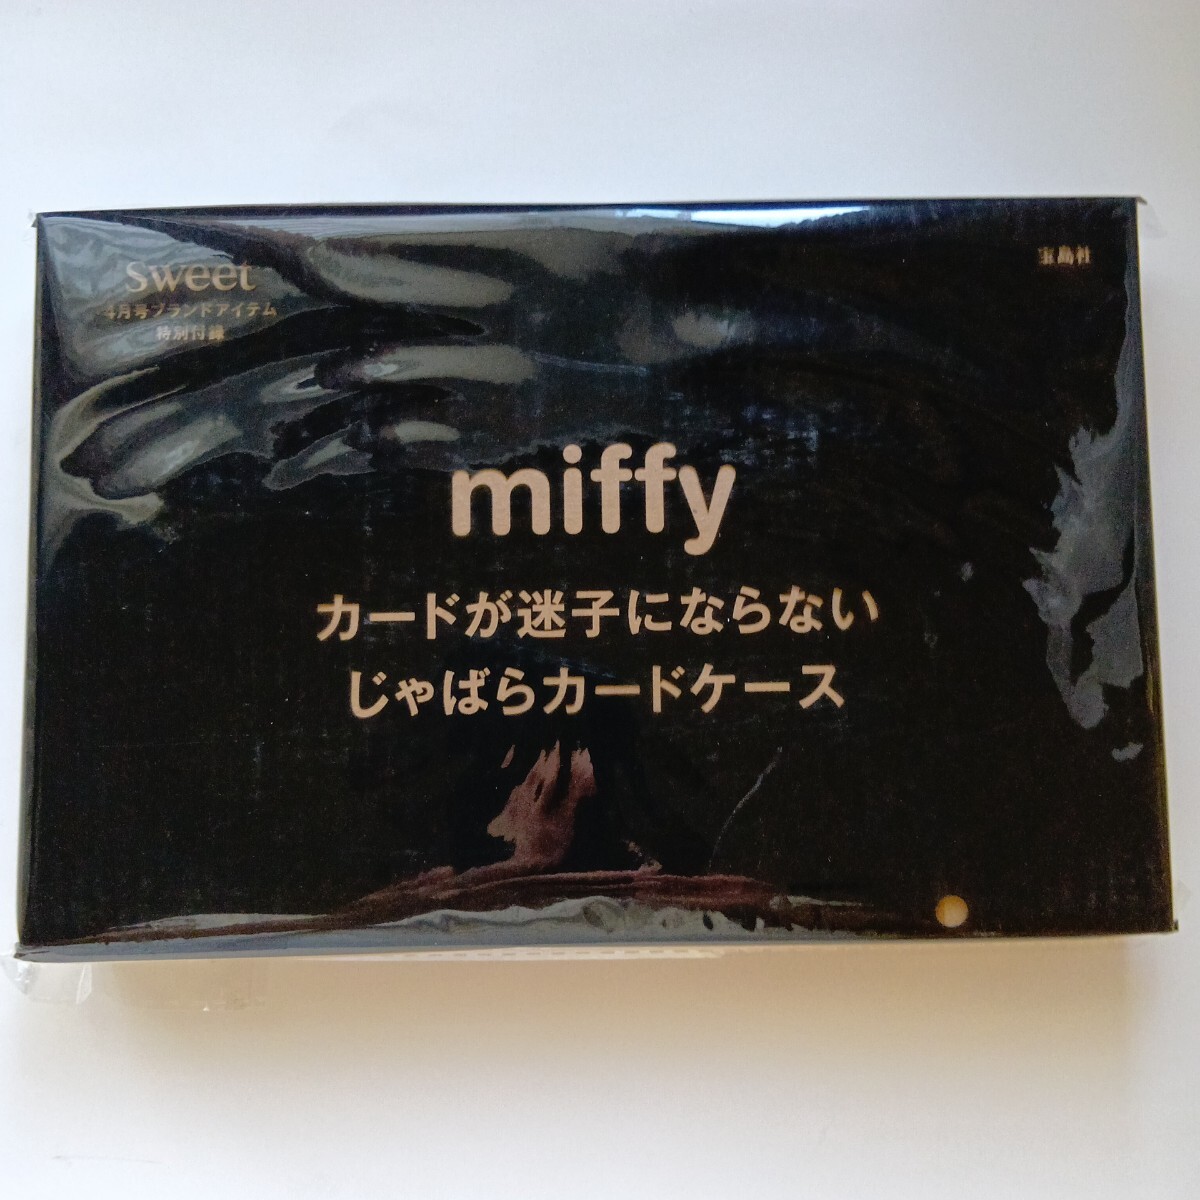 sweet
4月号ブランドアイテム
特別付録
宝島社
miffy
カードが迷子にならない
じゃばらカードケース